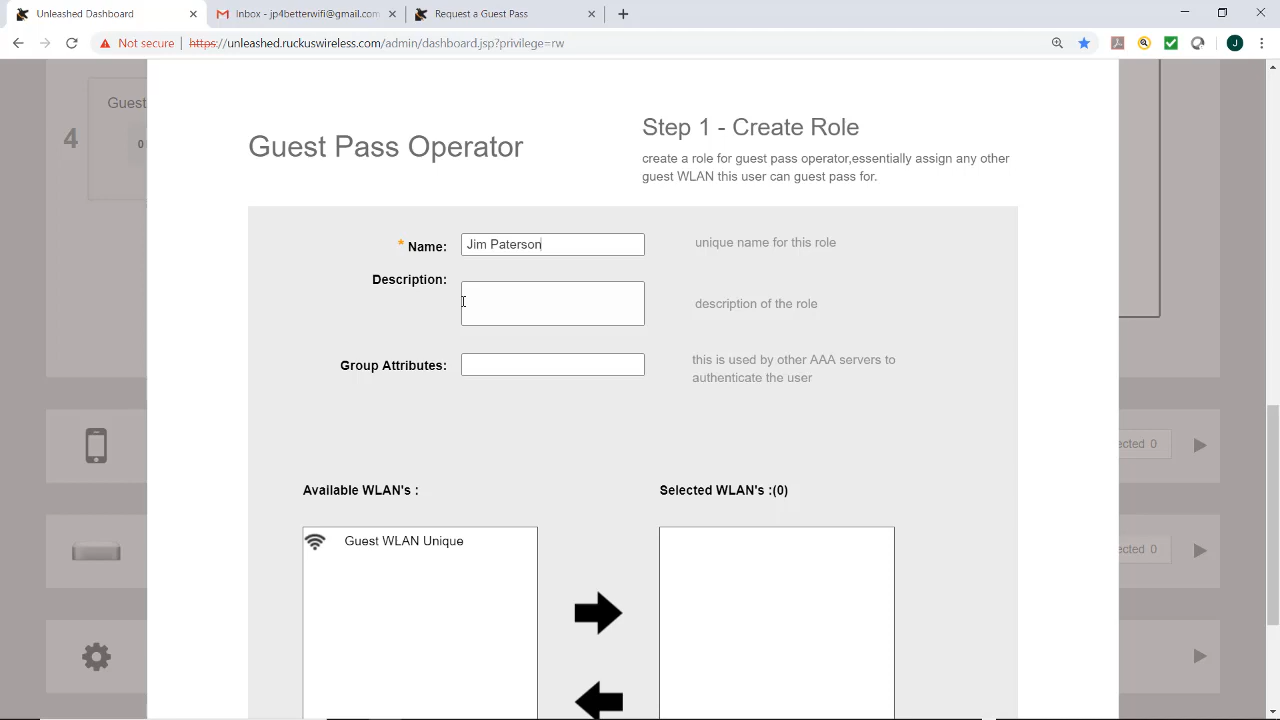 Unleashed Dashboard
Inbox - jp4betterwifi@gmail.com
Request a Guest Pass
Not secure
https://unleashed.ruckuswireless.com/admin/dashboard.jsp?privilege=rw
J
Guest
4
0
Guest Pass Operator
Step 1 - Create Role
create a role for guest pass operator,essentially assign any other
guest WLAN this user can guest pass for.
* Name:
Jim Paterson
unique name for this role
Description:
description of the role
Group Attributes:
this is used by other AAA servers to
authenticate the user
ected 0
Available WLAN's :
Selected WLAN's :(0)
Guest WLAN Unique
ected 0